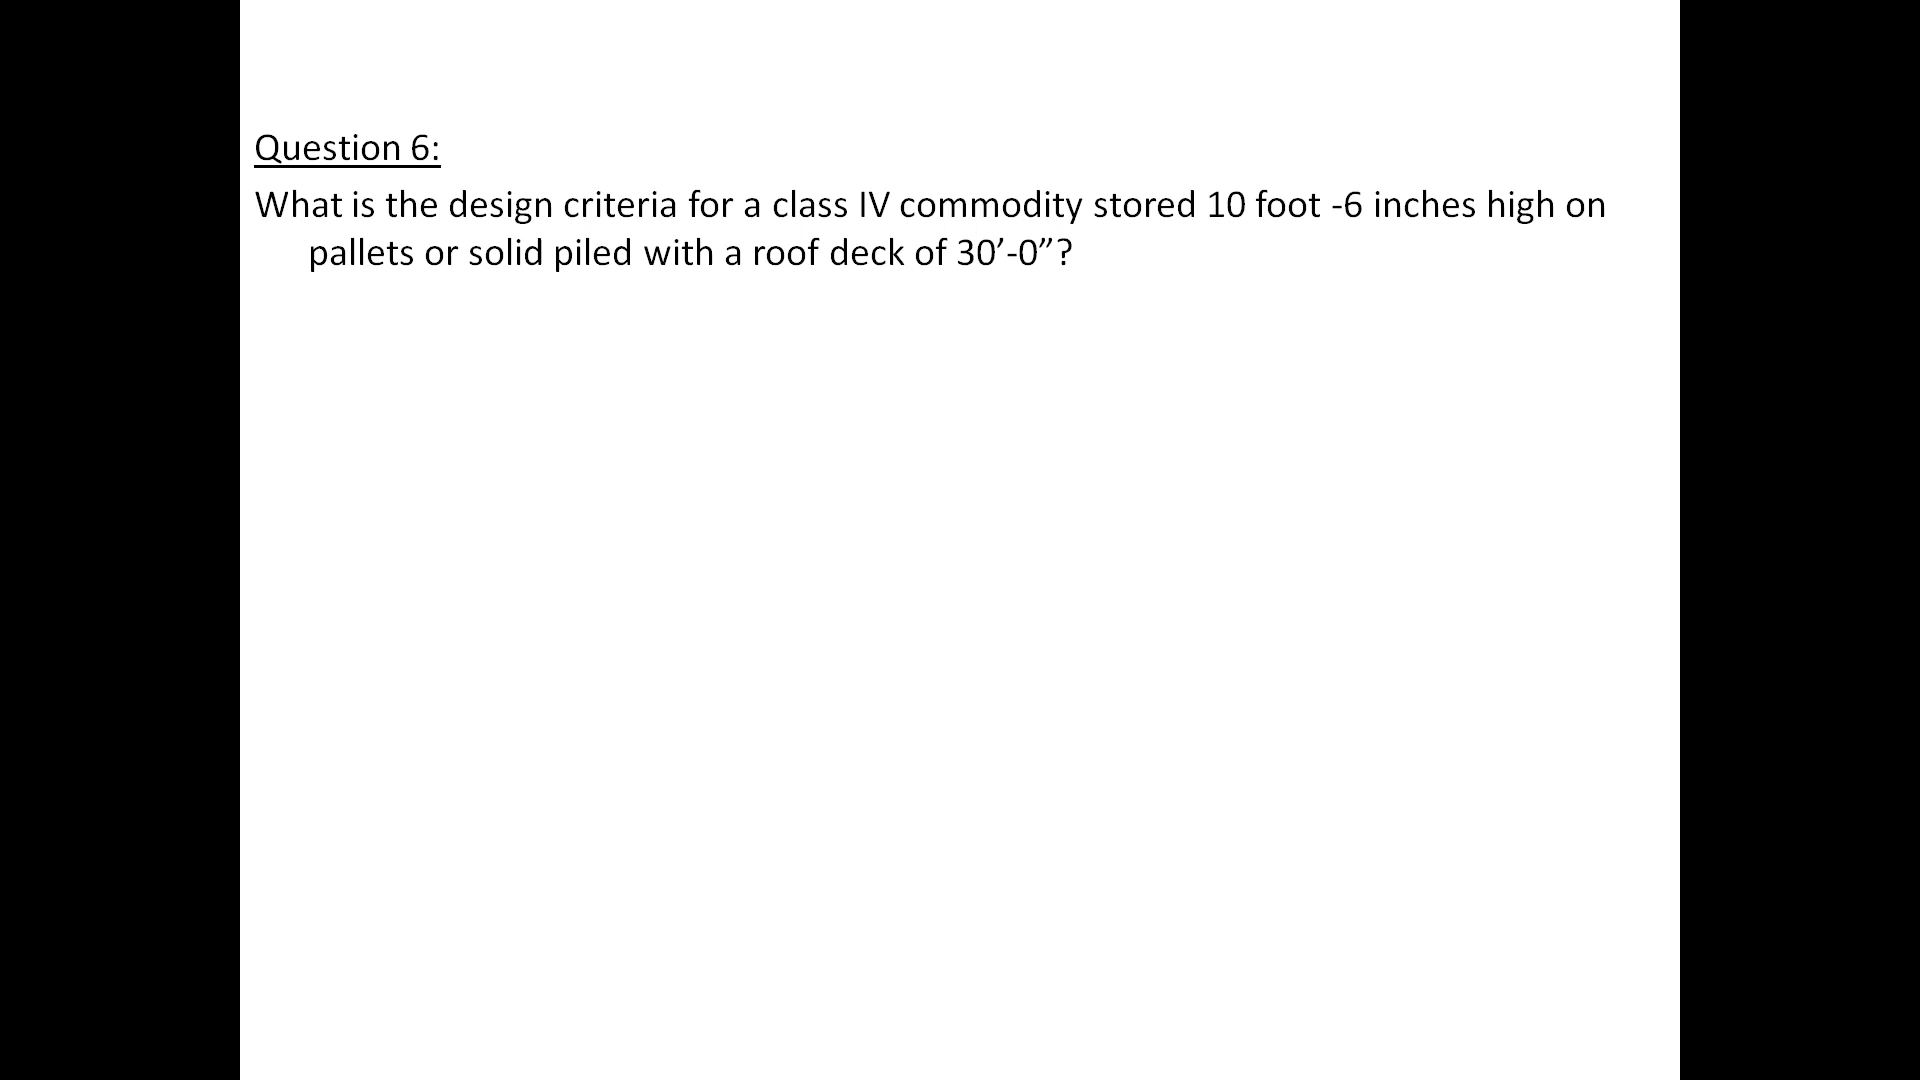 Question 6:
What is the design criteria for a class IV commodity stored 10 foot -6 inches high on
pallets or solid piled with a roof deck of 30’-0”?